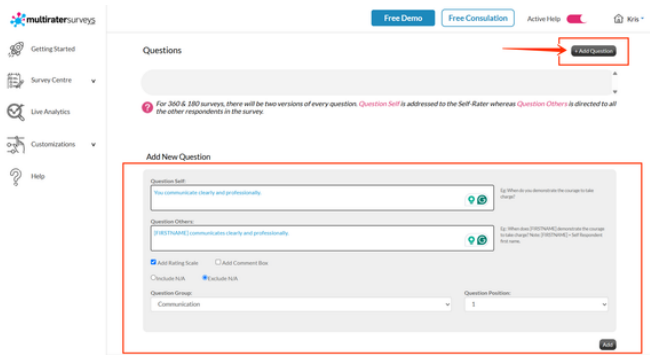 multiratersurveys
Free Demo
Free Consulation
Active Help
Kris
Getting Started
Survey Centre
Live Analytics
Customizations
Help
Questions
+ Add Question
For 360 & 180 surveys, there will be two versions of every question. Question Self is addressed to the Self-Rater whereas Question Others is directed to all
the other respondents in the survey.
Add New Question
Question Self:
You communicate clearly and professionally.
Eg: When do you demonstrate the courage to take
charge?
Question Others:
[FIRSTNAME] communicates clearly and professionally.
Eg: When does [FIRSTNAME] demonstrate the courage
to take charge? Note: [FIRSTNAME] = Self Respondent
first name.
Add Rating Scale
Add Comment Box
Include N/A
Exclude N/A
Question Group:
Question Position:
Communication
1
Add